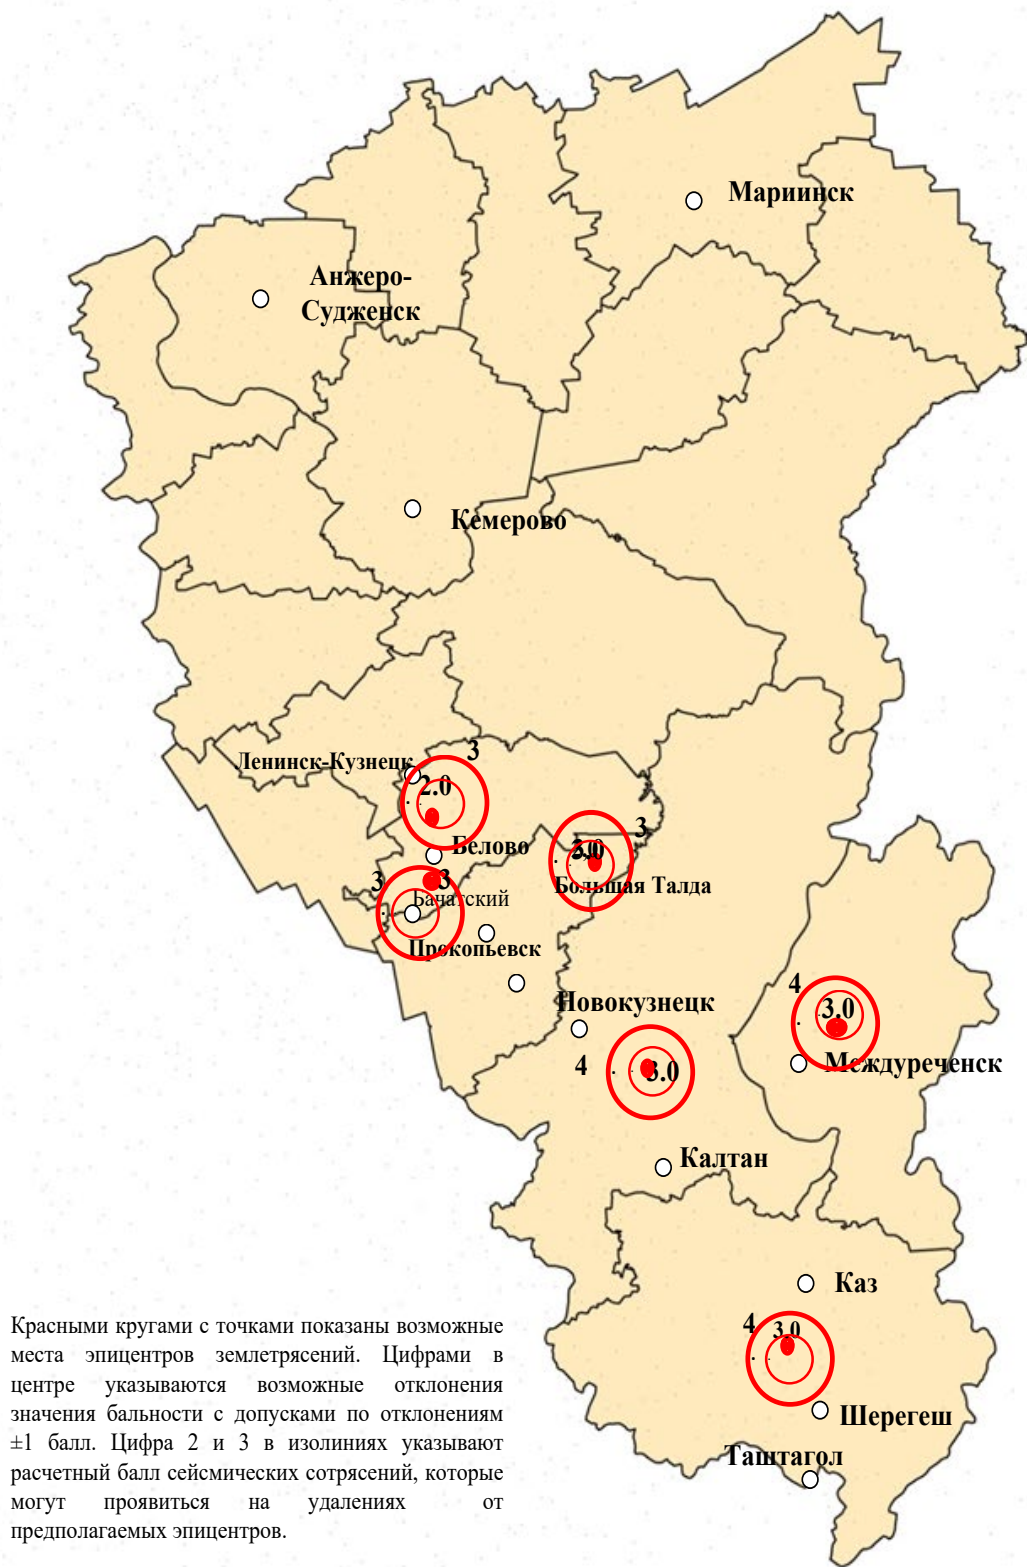 Мариинск
Анжеро-
Судженск
Кемерово
3
Ленинск-Кузнецк
2.0
3
Белово
Большая Талда
3
3
Бачатский
Прокопьевск
4
3.0
Новокузнецк
4
3.0
Междуреченск
Калтан
Каз
4
3.0
Шерегеш
Таштагол
Красными кругами с точками показаны возможные
места эпицентров землетрясений. Цифрами в
центре указываются возможные отклонения
значения бальности с допусками по отклонениям
±1 балл. Цифра 2 и 3 в изолиниях указывают
расчетный балл сейсмических сотрясений, которые
могут проявиться на удалениях от
предполагаемых эпицентров.